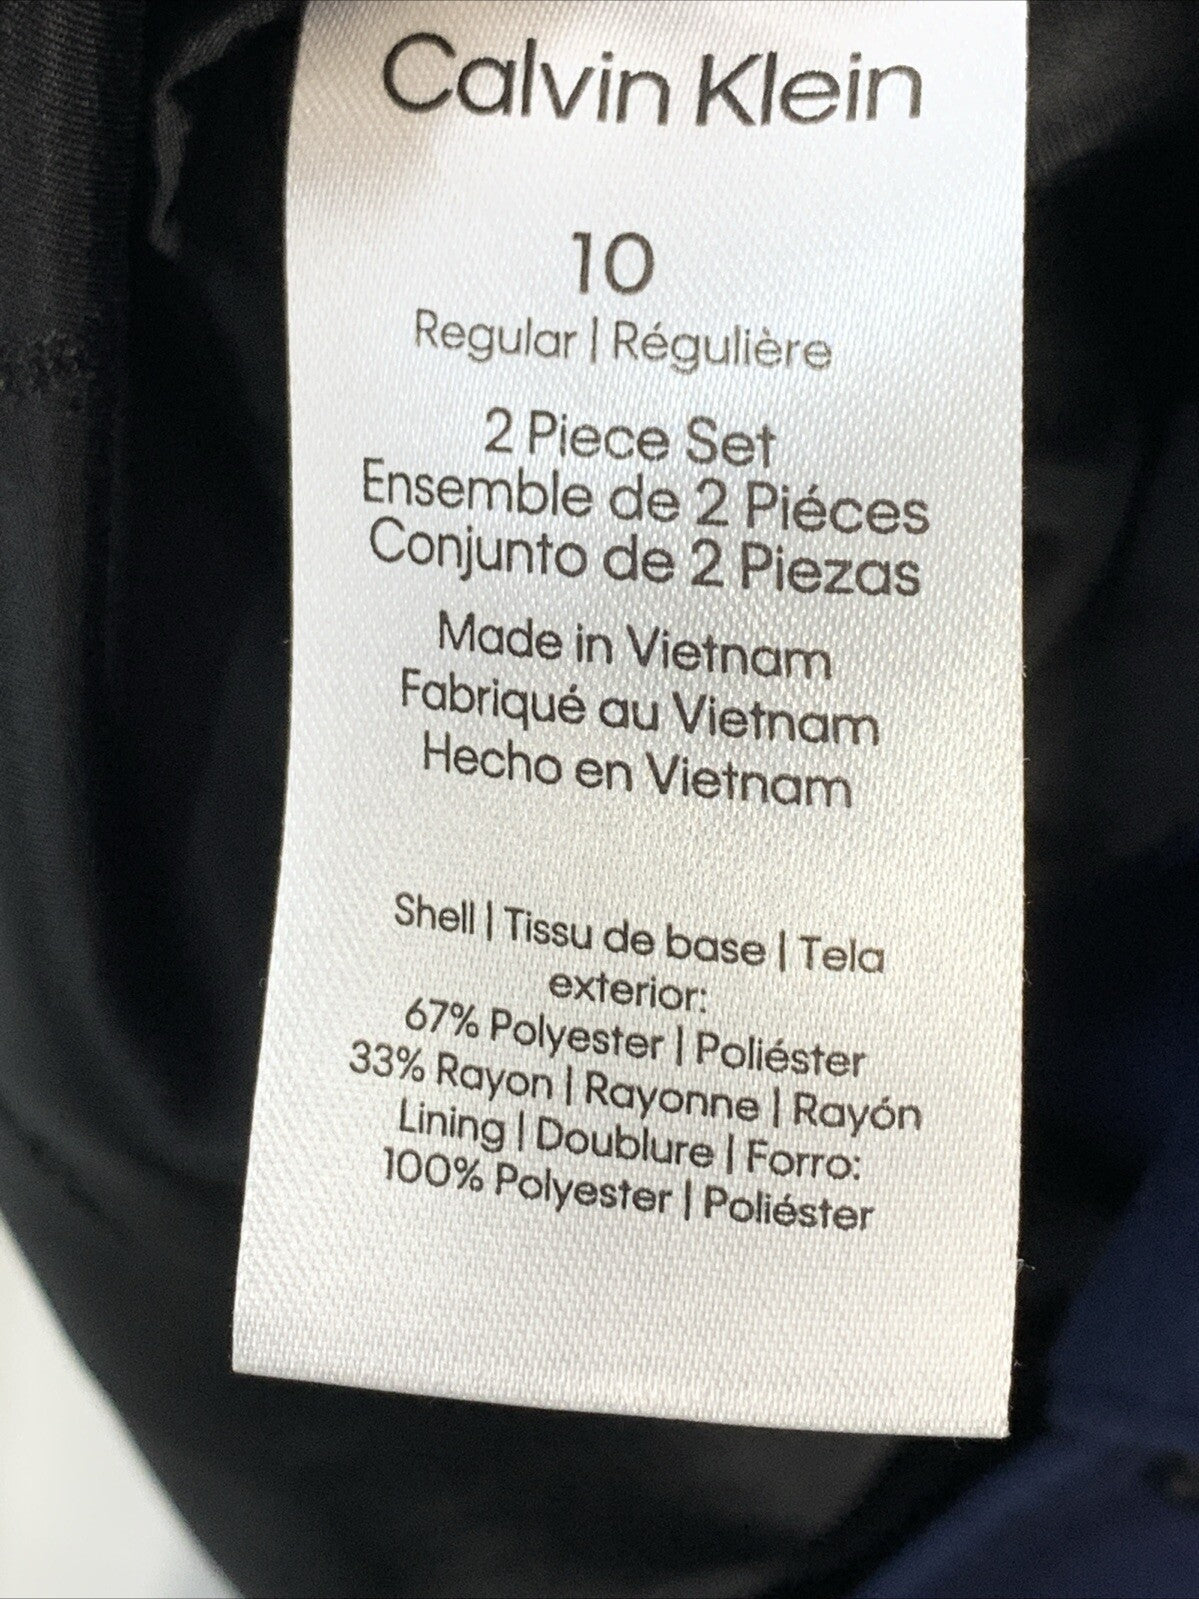 Calvin Klein
10
Regular | Régulière
2 Piece Set
Ensemble de 2 Piéces
Conjunto de 2 Piezas
Made in Vietnam
Fabriqué au Vietnam
Hecho en Vietnam
Shell | Tissu de base | Tela
exterior:
67% Polyester | Poliéster
33% Rayon | Rayonne | Rayón
Lining | Doublure | Forro:
100% Polyester | Poliéster